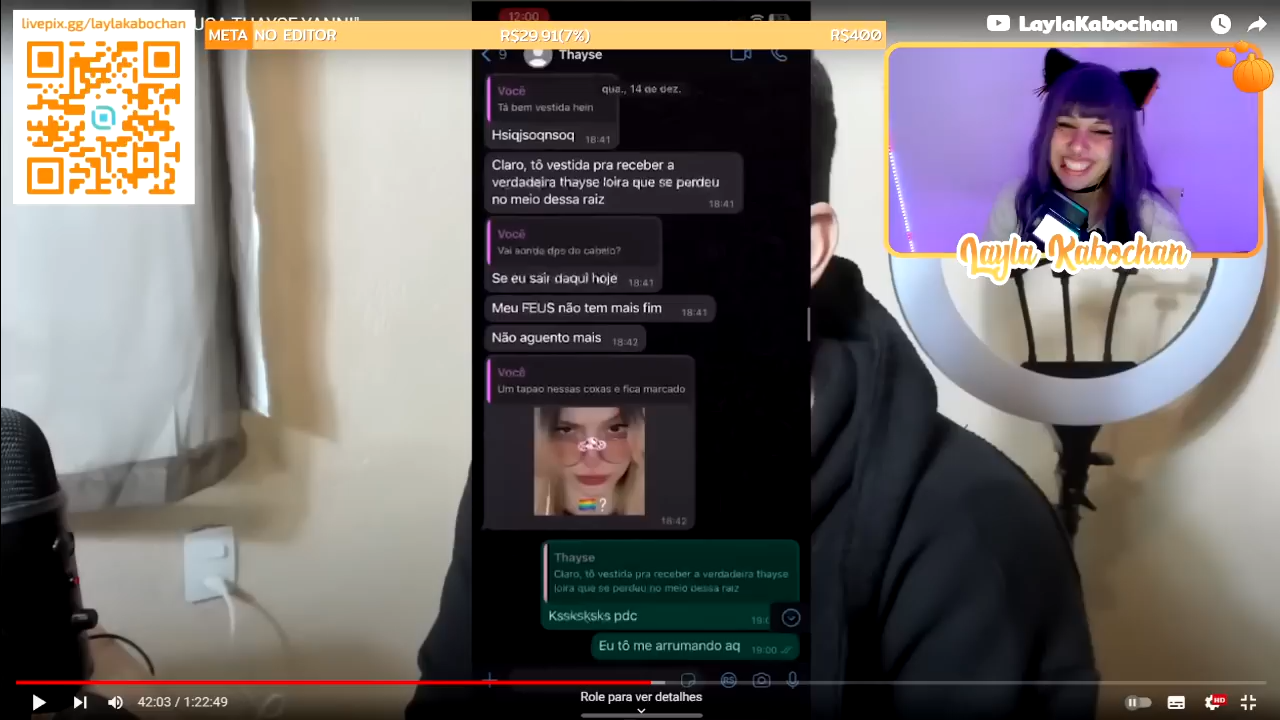 livepix.gg/laylakabochan
META NO EDITOR
R$29.91(7%)
R$400
LaylaKabochan
12:00
9
Thayse
qua., 14 de dez.
Você
Tá bem vestida hein
Hsiqjsoqnsoq 18:41
Claro, tô vestida pra receber a
verdadeira thayse loira que se perdeu
no meio dessa raiz
18:41
Você
Vai aonde dps do cabelo?
Se eu sair daqui hoje 18:41
Meu FEUS não tem mais fim 18:41
Não aguento mais 18:42
Você
Um tapao nessas coxas e fica marcado
?
18:42
Thayse
Claro, tô vestida pra receber a verdadeira thayse
loira que se perdeu no meio dessa raiz
Kssksksks pdc
Eu tô me arrumando aq 19:00
Layla Kabochan
42:03 / 1:22:49
Role para ver detalhes
HD